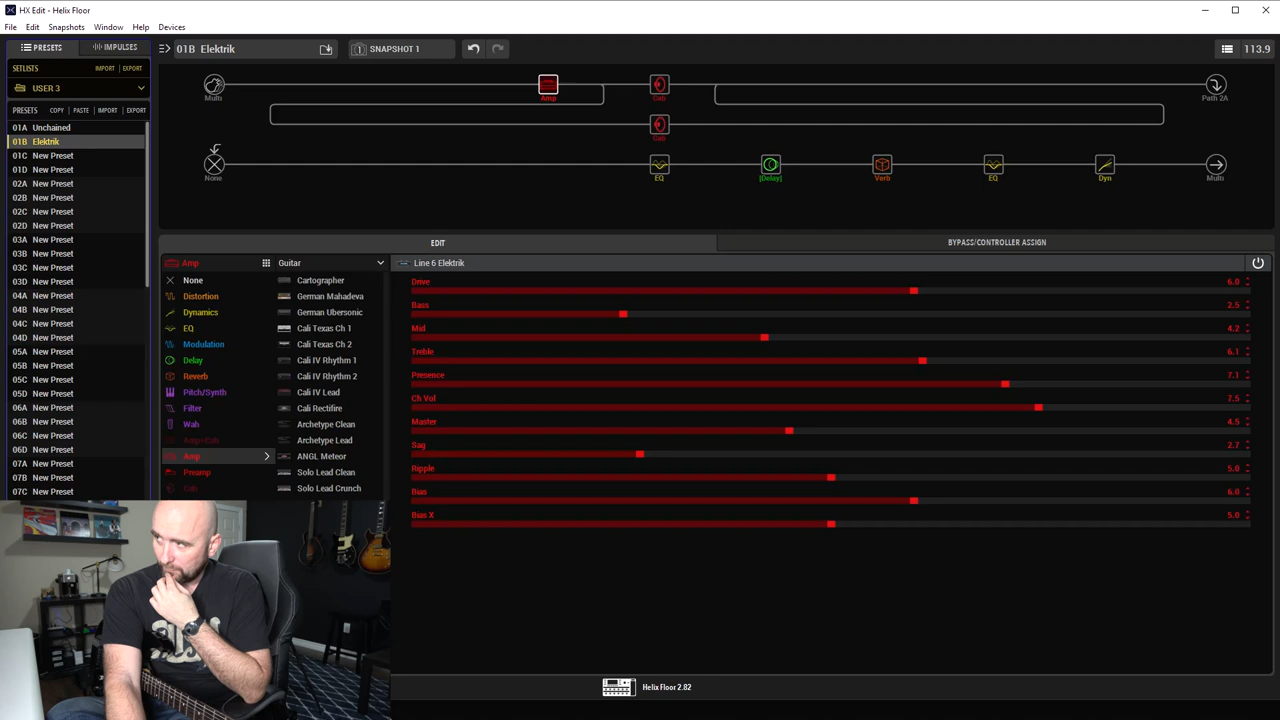 HX Edit - Helix Floor
File Edit Snapshots Window Help Devices
PRESETS IMPULSES
01B Elektrik
1 SNAPSHOT 1
113.9
SETLISTS IMPORT EXPORT
USER 3
PRESETS COPY PASTE IMPORT EXPORT
01A Unchained
01B Elektrik
01C New Preset
01D New Preset
02A New Preset
02B New Preset
02C New Preset
02D New Preset
03A New Preset
03B New Preset
03C New Preset
03D New Preset
04A New Preset
04B New Preset
04C New Preset
04D New Preset
05A New Preset
05B New Preset
05C New Preset
05D New Preset
06A New Preset
06B New Preset
06C New Preset
06D New Preset
07A New Preset
07B New Preset
07C New Preset
Multi Amp Cab Path 2A
Cab
None EQ [Delay] Verb EQ Dyn Multi
EDIT BYPASS/CONTROLLER ASSIGN
Amp
None
Distortion
Dynamics
EQ
Modulation
Delay
Reverb
Pitch/Synth
Filter
Wah
Amp+Cab
Amp
Preamp
Cab
Guitar
Cartographer
German Mahadeva
German Ubersonic
Cali Texas Ch 1
Cali Texas Ch 2
Cali IV Rhythm 1
Cali IV Rhythm 2
Cali IV Lead
Cali Rectifire
Archetype Clean
Archetype Lead
ANGL Meteor
Solo Lead Clean
Solo Lead Crunch
Line 6 Elektrik
Drive 6.0
Bass 2.5
Mid 4.2
Treble 6.1
Presence 7.1
Ch Vol 7.5
Master 4.5
Sag 2.7
Ripple 5.0
Bias 6.0
Bias X 5.0
Helix Floor 2.82